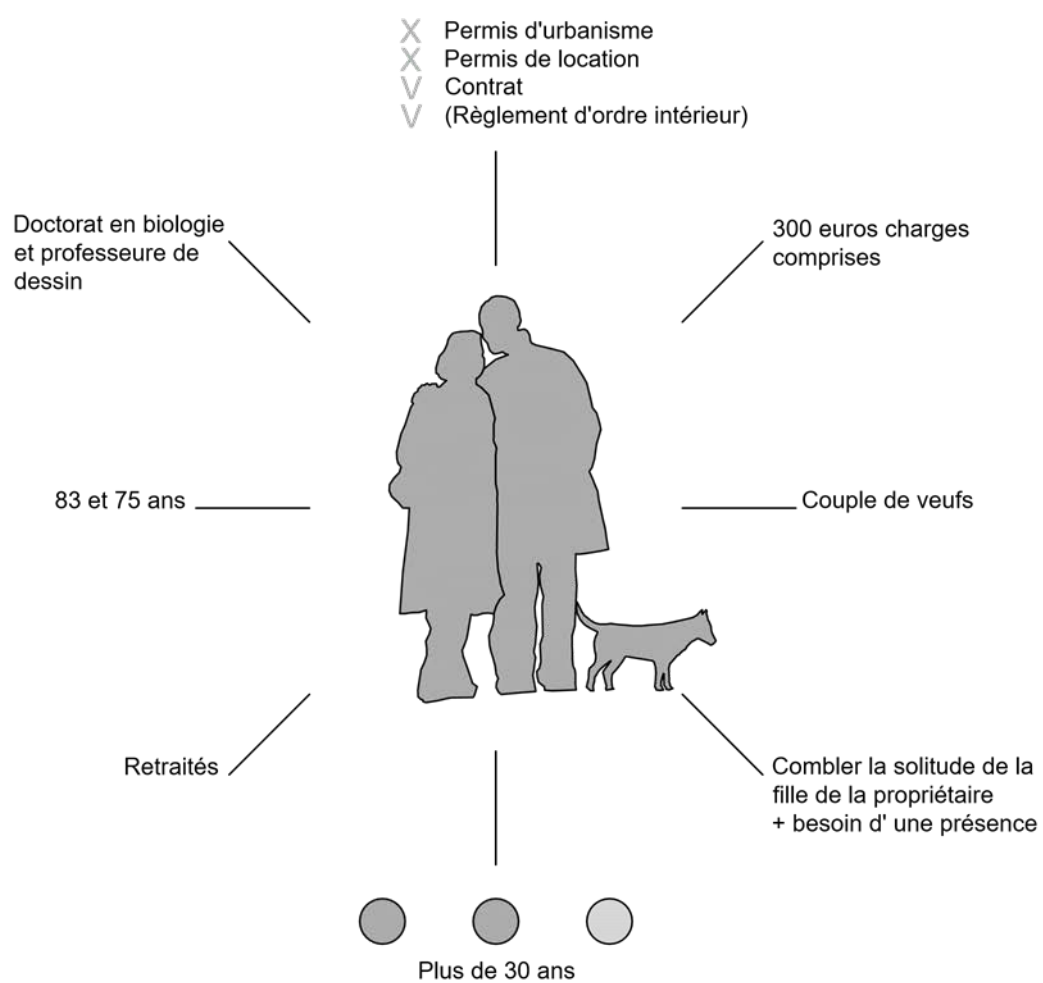 X Permis d'urbanisme
X Permis de location
V Contrat
V (Règlement d'ordre intérieur)
Doctorat en biologie
et professeure de
dessin
300 euros charges
comprises
83 et 75 ans
Couple de veufs
Retraités
Combler la solitude de la
fille de la propriétaire
+ besoin d' une présence
Plus de 30 ans